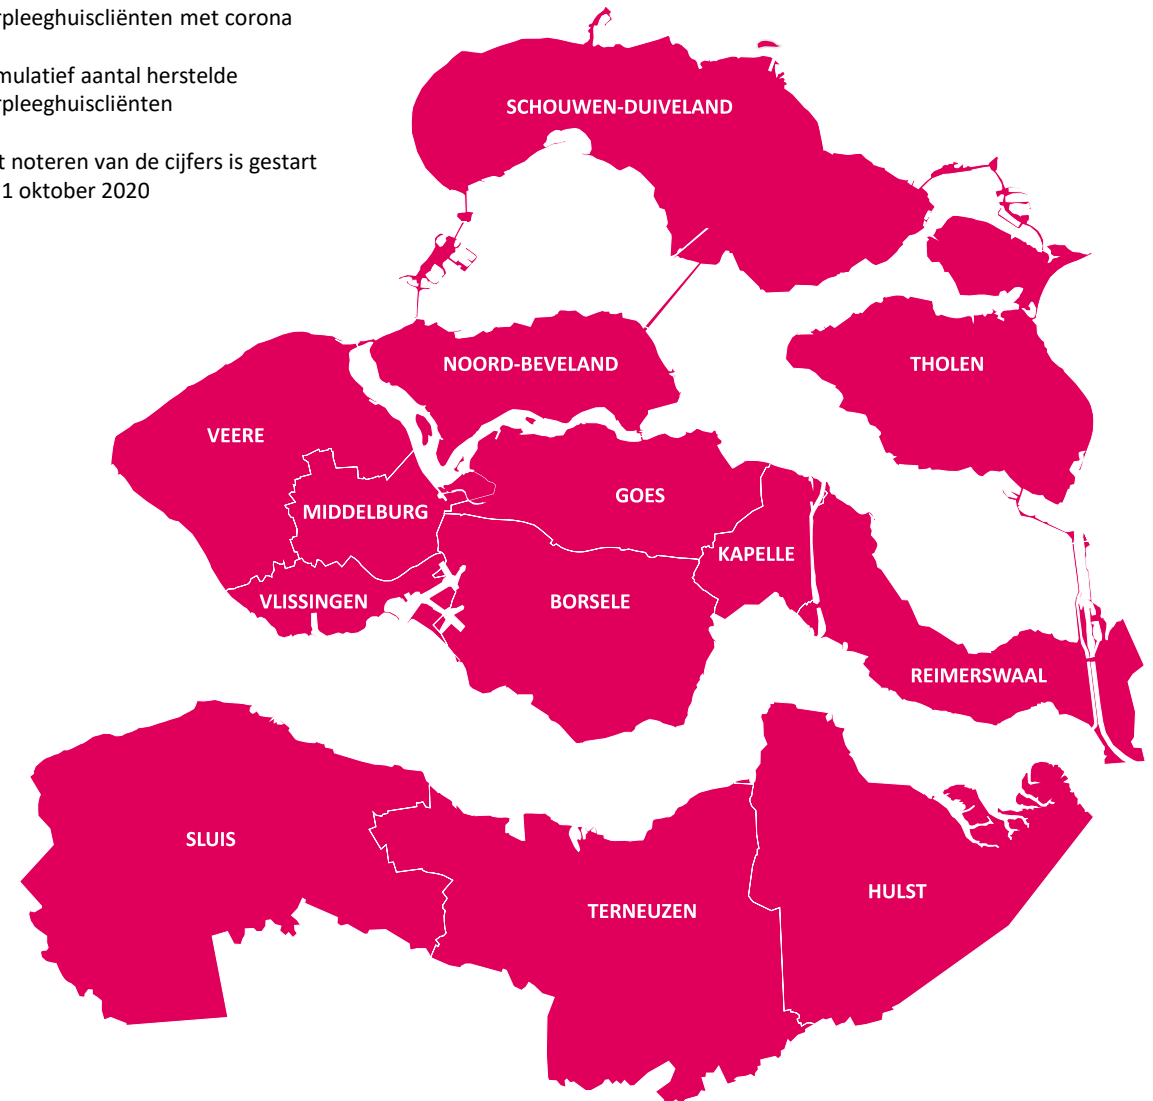 rpleeghuiscliënten met corona
mulatief aantal herstelde
rpleeghuiscliënten
t noteren van de cijfers is gestart
1 oktober 2020
SCHOUWEN-DUIVELAND
NOORD-BEVELAND
THOLEN
VEERE
GOES
MIDDELBURG
KAPELLE
VLISSINGEN
BORSELE
REIMERSWAAL
SLUIS
HULST
TERNEUZEN